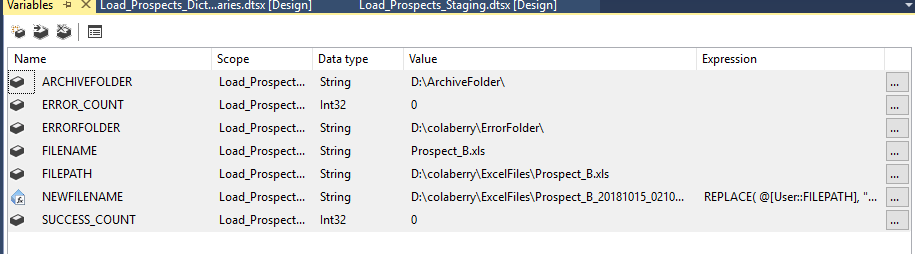 Variables Load_Prospects_Dict...aries.dtsx [Design] Load_Prospects_Staging.dtsx [Design]
Name Scope Data type Value Expression
ARCHIVEFOLDER Load_Prospect... String D:\ArchiveFolder\ ...
ERROR_COUNT Load_Prospect... Int32 0 ...
ERRORFOLDER Load_Prospect... String D:\colaberry\ErrorFolder\ ...
FILENAME Load_Prospect... String Prospect_B.xls ...
FILEPATH Load_Prospect... String D:\colaberry\ExcelFiles\Prospect_B.xls ...
NEWFILENAME Load_Prospect... String D:\colaberry\ExcelFiles\Prospect_B_20181015_0210... REPLACE( @[User::FILEPATH], "... ...
SUCCESS_COUNT Load_Prospect... Int32 0 ...